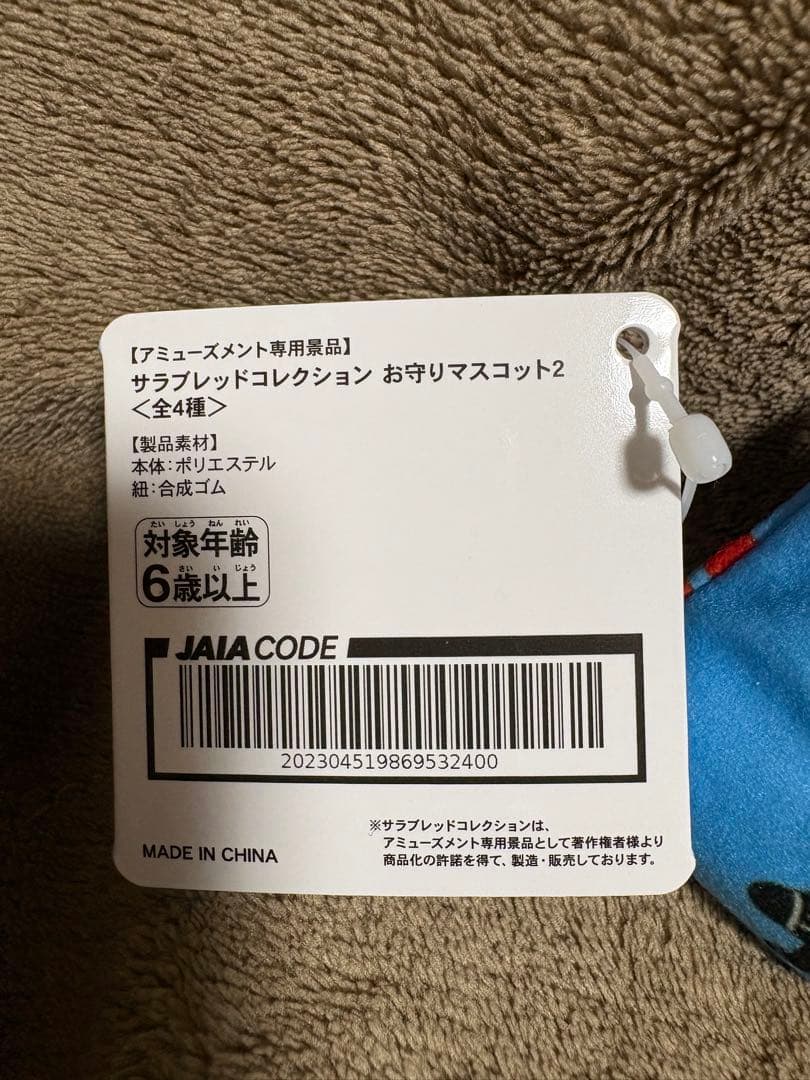 【アミューズメント専用景品】
サラブレッドコレクション お守りマスコット2
＜全4種＞
【製品素材】
本体：ポリエステル
紐：合成ゴム
たい しょう ねん れい
対象年齢
さい い じょう
6歳以上
JAIA CODE
202304519869532400
※サラブレッドコレクションは、
アミューズメント専用景品として著作権者様より
商品化の許諾を得て、製造・販売しております。
MADE IN CHINA